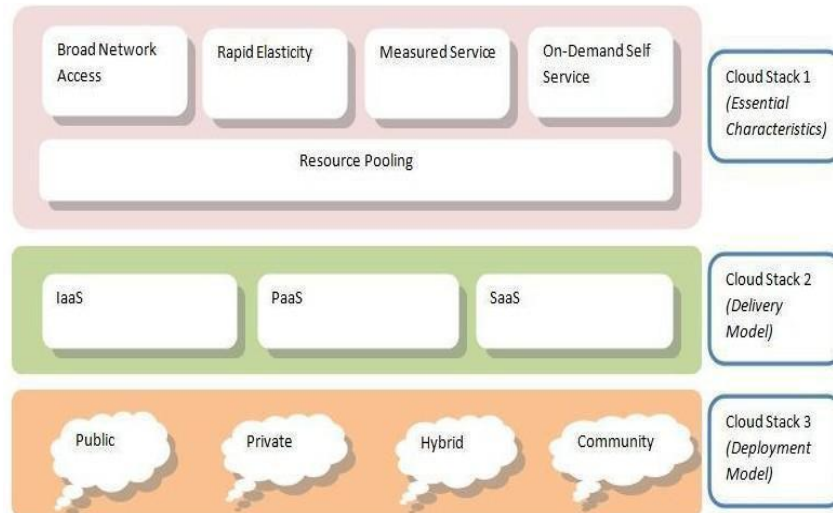 Broad Network
Access
Rapid Elasticity
Measured Service
On-Demand Self
Service
Resource Pooling
Cloud Stack 1
(Essential
Characteristics)
IaaS
PaaS
SaaS
Cloud Stack 2
(Delivery
Model)
Public
Private
Hybrid
Community
Cloud Stack 3
(Deployment
Model)